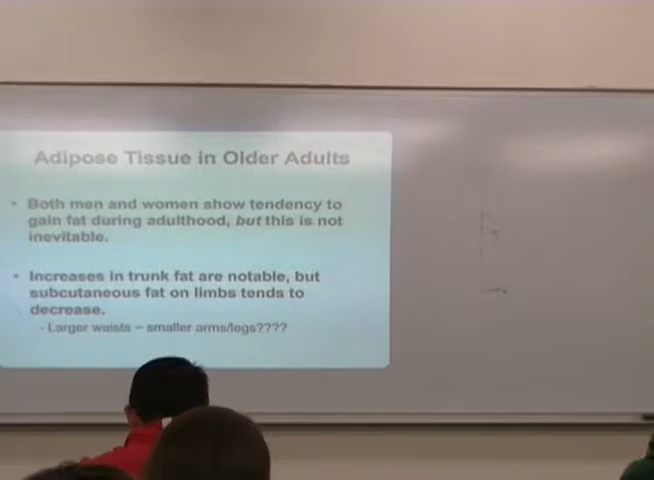 Adipose Tissue in Older Adults
• Both men and women show tendency to
gain fat during adulthood, but this is not
inevitable.
• Increases in trunk fat are notable, but
subcutaneous fat on limbs tends to
decrease.
– Larger waists – smaller arms/legs????